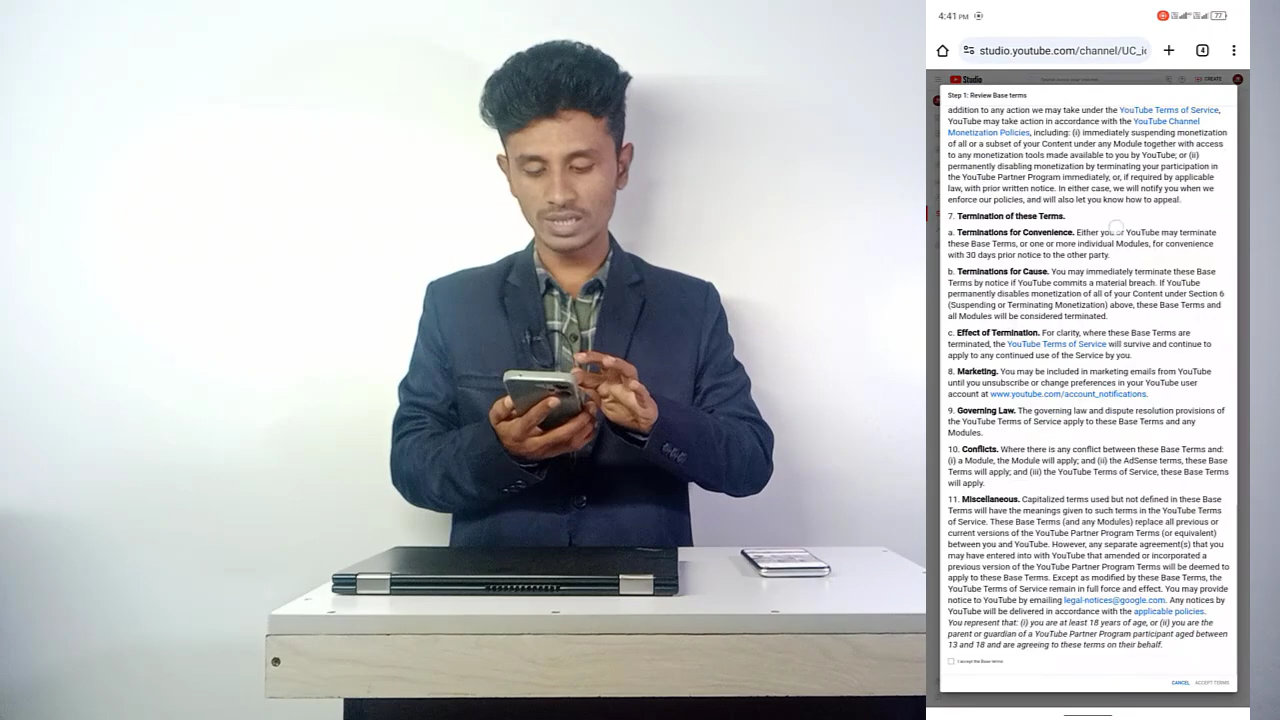 4:41 PM
77
studio.youtube.com/channel/UC_i
4
Studio
CREATE
Step 1: Review Base terms
addition to any action we may take under the YouTube Terms of Service,
YouTube may take action in accordance with the YouTube Channel
Monetization Policies, including: (i) immediately suspending monetization
of all or a subset of your Content under any Module together with access
to any monetization tools made available to you by YouTube; or (ii)
permanently disabling monetization by terminating your participation in
the YouTube Partner Program immediately, or, if required by applicable
law, with prior written notice. In either case, we will notify you when we
enforce our policies, and will also let you know how to appeal.
7. Termination of these Terms.
a. Terminations for Convenience. Either you or YouTube may terminate
these Base Terms, or one or more individual Modules, for convenience
with 30 days prior notice to the other party.
b. Terminations for Cause. You may immediately terminate these Base
Terms by notice if YouTube commits a material breach. If YouTube
permanently disables monetization of all of your Content under Section 6
(Suspending or Terminating Monetization) above, these Base Terms and
all Modules will be considered terminated.
c. Effect of Termination. For clarity, where these Base Terms are
terminated, the YouTube Terms of Service will survive and continue to
apply to any continued use of the Service by you.
8. Marketing. You may be included in marketing emails from YouTube
until you unsubscribe or change preferences in your YouTube user
account at www.youtube.com/account_notifications.
9. Governing Law. The governing law and dispute resolution provisions of
the YouTube Terms of Service apply to these Base Terms and any
Modules.
10. Conflicts. Where there is any conflict between these Base Terms and:
(i) a Module, the Module will apply; and (ii) the AdSense terms, these Base
Terms will apply; and (iii) the YouTube Terms of Service, these Base Terms
will apply.
11. Miscellaneous. Capitalized terms used but not defined in these Base
Terms will have the meanings given to such terms in the YouTube Terms
of Service. These Base Terms (and any Modules) replace all previous or
current versions of the YouTube Partner Program Terms (or equivalent)
between you and YouTube. However, any separate agreement(s) that you
may have entered into with YouTube that amended or incorporated a
previous version of the YouTube Partner Program Terms will be deemed to
apply to these Base Terms. Except as modified by these Base Terms, the
YouTube Terms of Service remain in full force and effect. You may provide
notice to YouTube by emailing legal-notices@google.com. Any notices by
YouTube will be delivered in accordance with the applicable policies.
You represent that: (i) you are at least 18 years of age, or (ii) you are the
parent or guardian of a YouTube Partner Program participant aged between
13 and 18 and are agreeing to these terms on their behalf.
I accept the Base terms
CANCEL ACCEPT TERMS